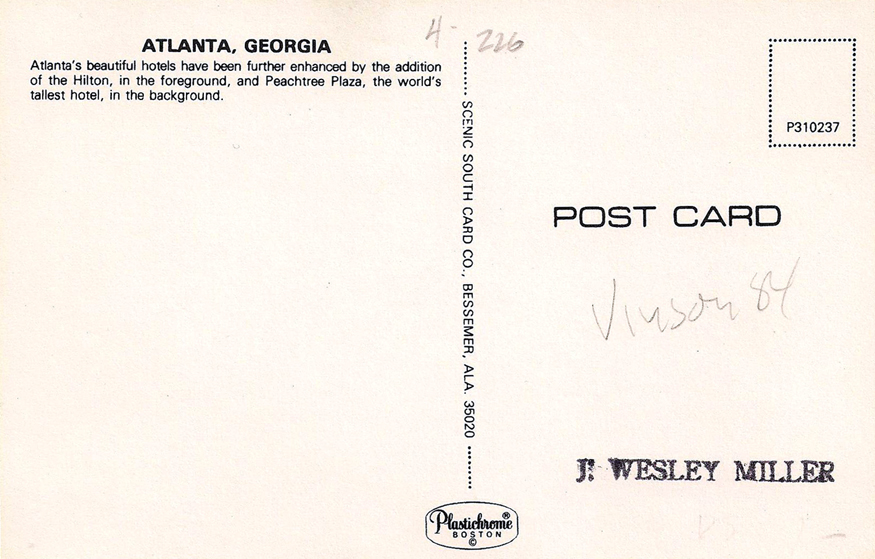 ATLANTA, GEORGIA
Atlanta's beautiful hotels have been further enhanced by the addition
of the Hilton, in the foreground, and Peachtree Plaza, the world's
tallest hotel, in the background.
4-226
SCENIC SOUTH CARD CO., BESSEMER, ALA. 35020
Plastichrome®
BOSTON
©
P310237
POST CARD
Vinson 84
J. WESLEY MILLER